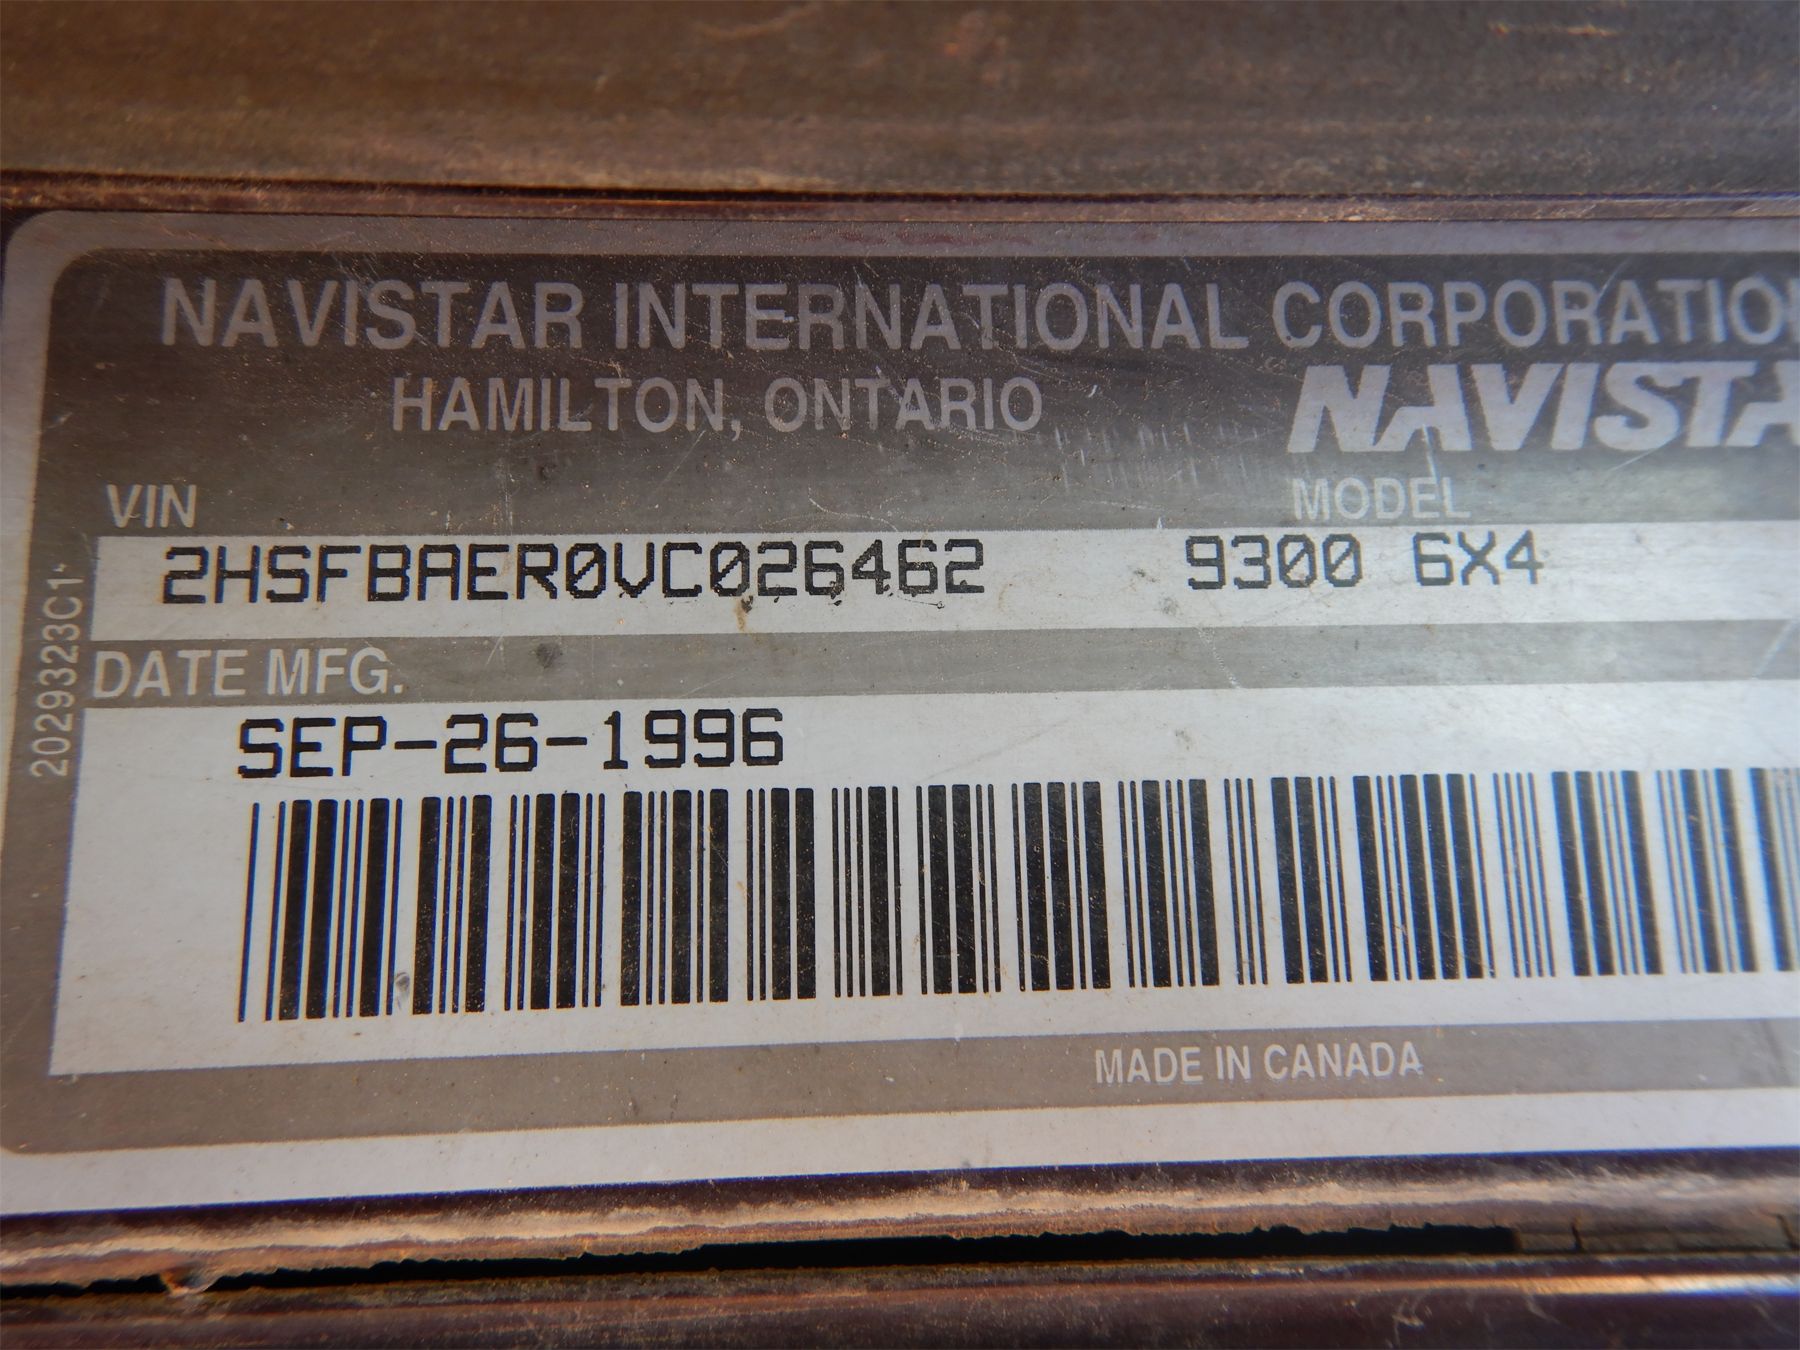 NAVISTAR INTERNATIONAL CORPORATION
HAMILTON, ONTARIO
NAVISTA
VIN
MODEL
2HSFBAER0VC026462 9300 6X4
DATE MFG.
SEP-26-1996
MADE IN CANADA
2029323C1